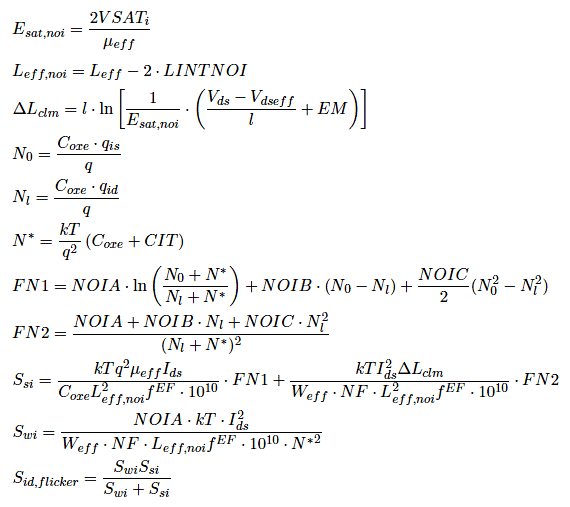 $E_{sat,noi} = \frac{2VSAT_i}{\mu_{eff}}$
$L_{eff,noi} = L_{eff} - 2 \cdot LINTNOI$
$\Delta L_{clm} = l \cdot \ln \left[ \frac{1}{E_{sat,noi}} \cdot \left( \frac{V_{ds} - V_{dseff}}{l} + EM \right) \right]$
$N_0 = \frac{C_{oxe} \cdot q_{is}}{q}$
$N_l = \frac{C_{oxe} \cdot q_{id}}{q}$
$N^* = \frac{kT}{q^2} (C_{oxe} + CIT)$
$FN1 = NOIA \cdot \ln \left( \frac{N_0 + N^*}{N_l + N^*} \right) + NOIB \cdot (N_0 - N_l) + \frac{NOIC}{2} (N_0^2 - N_l^2)$
$FN2 = \frac{NOIA + NOIB \cdot N_l + NOIC \cdot N_l^2}{(N_l + N^*)^2}$
$S_{si} = \frac{kTq^2 \mu_{eff} I_{ds}}{C_{oxe} L_{eff,noi}^2 f^{EF} \cdot 10^{10}} \cdot FN1 + \frac{kTI_{ds}^2 \Delta L_{clm}}{W_{eff} \cdot NF \cdot L_{eff,noi}^2 f^{EF} \cdot 10^{10}} \cdot FN2$
$S_{wi} = \frac{NOIA \cdot kT \cdot I_{ds}^2}{W_{eff} \cdot NF \cdot L_{eff,noi} f^{EF} \cdot 10^{10} \cdot N^{*2}}$
$S_{id,flicker} = \frac{S_{wi} S_{si}}{S_{wi} + S_{si}}$